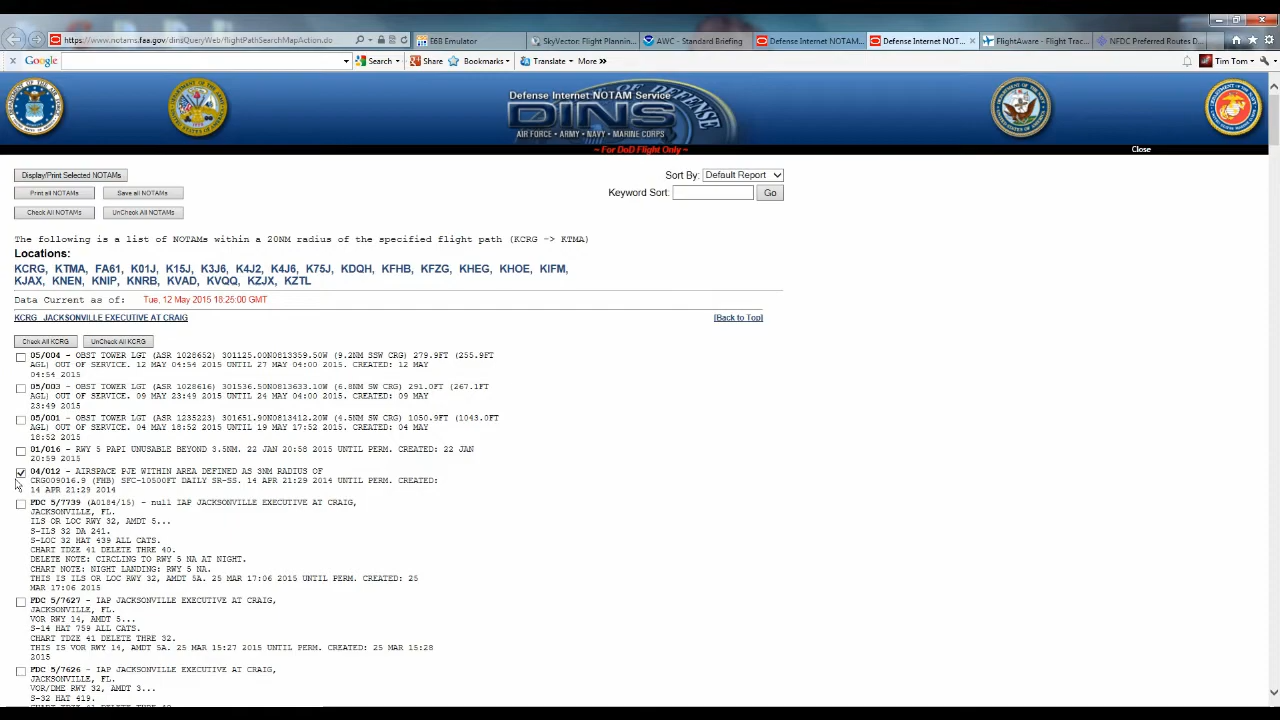 https://www.notams.faa.gov/dinsQueryWeb/flightPathSearchMapAction.do
E6B Emulator
SkyVector: Flight Plannin...
AWC - Standard Briefing
Defense Internet NOTAM...
Defense Internet NOT...
FlightAware - Flight Trac...
NFDC Preferred Routes D...
Google
Search
Share
Bookmarks
Translate
More »
Tim Tom
Defense Internet NOTAM Service
DINS
AIR FORCE • ARMY • NAVY • MARINE CORPS
~ For DoD Flight Only ~
Close
Display/Print Selected NOTAMs
Sort By: Default Report
Print all NOTAMs
Save all NOTAMs
Keyword Sort:
Go
Check All NOTAMs
UnCheck All NOTAMs
The following is a list of NOTAMs within a 20NM radius of the specified flight path (KCRG -> KTMA)
Locations:
KCRG, KTMA, FA61, K01J, K15J, K3J6, K4J2, K4J6, K75J, KDQH, KFHB, KFZG, KHEG, KHOE, KIFM,
KJAX, KNEN, KNIP, KNRB, KVAD, KVQQ, KZJX, KZTL
Data Current as of: Tue, 12 May 2015 18:25:00 GMT
KCRG JACKSONVILLE EXECUTIVE AT CRAIG
[Back to Top]
Check All KCRG
UnCheck All KCRG
05/004 - OBST TOWER LGT (ASR 1028652) 301125.00N0813359.50W (9.2NM SSW CRG) 279.9FT (255.9FT
AGL) OUT OF SERVICE. 12 MAY 04:54 2015 UNTIL 27 MAY 04:00 2015. CREATED: 12 MAY
04:54 2015
05/003 - OBST TOWER LGT (ASR 1028616) 301536.50N0813633.10W (6.8NM SW CRG) 291.0FT (267.1FT
AGL) OUT OF SERVICE. 09 MAY 23:49 2015 UNTIL 24 MAY 04:00 2015. CREATED: 09 MAY
23:49 2015
05/001 - OBST TOWER LGT (ASR 1235223) 301651.90N0813412.20W (4.5NM SW CRG) 1050.9FT (1043.0FT
AGL) OUT OF SERVICE. 04 MAY 18:52 2015 UNTIL 19 MAY 17:52 2015. CREATED: 04 MAY
18:52 2015
01/016 - RWY 5 PAPI UNUSABLE BEYOND 3.5NM. 22 JAN 20:58 2015 UNTIL PERM. CREATED: 22 JAN
20:59 2015
04/012 - AIRSPACE PJE WITHIN AREA DEFINED AS 3NM RADIUS OF
CRG009016.9 (FHB) SFC-10500FT DAILY SR-SS. 14 APR 21:29 2014 UNTIL PERM. CREATED:
14 APR 21:29 2014
FDC 5/7739 (A0184/15) - null IAP JACKSONVILLE EXECUTIVE AT CRAIG,
JACKSONVILLE, FL.
ILS OR LOC RWY 32, AMDT 5...
S-ILS 32 DA 241.
S-LOC 32 HAT 439 ALL CATS.
CHART TDZE 41 DELETE THRE 40.
DELETE NOTE: CIRCLING TO RWY 5 NA AT NIGHT.
CHART NOTE: NIGHT LANDING: RWY 5 NA.
THIS IS ILS OR LOC RWY 32, AMDT 5A. 25 MAR 17:06 2015 UNTIL PERM. CREATED: 25
MAR 17:06 2015
FDC 5/7627 - IAP JACKSONVILLE EXECUTIVE AT CRAIG,
JACKSONVILLE, FL.
VOR RWY 14, AMDT 5...
S-14 HAT 759 ALL CATS.
CHART TDZE 41 DELETE THRE 32.
THIS IS VOR RWY 14, AMDT 5A. 25 MAR 15:27 2015 UNTIL PERM. CREATED: 25 MAR 15:28
2015
FDC 5/7626 - IAP JACKSONVILLE EXECUTIVE AT CRAIG,
JACKSONVILLE, FL.
VOR/DME RWY 32, AMDT 3...
S-32 HAT 419.
CHART TDZE 41 DELETE THRE 40.